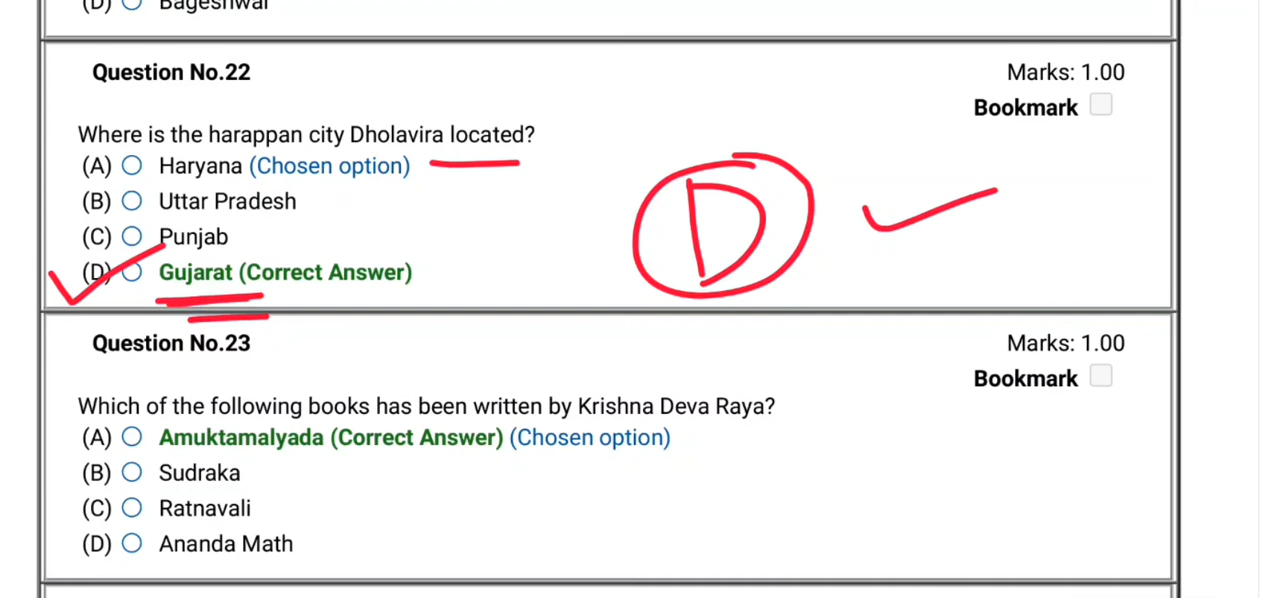 (D) Bageshwar
Question No.22 Marks: 1.00
Bookmark
Where is the harappan city Dholavira located?
(A) Haryana (Chosen option)
(B) Uttar Pradesh
(C) Punjab
(D) Gujarat (Correct Answer)
D
Question No.23 Marks: 1.00
Bookmark
Which of the following books has been written by Krishna Deva Raya?
(A) Amuktamalyada (Correct Answer) (Chosen option)
(B) Sudraka
(C) Ratnavali
(D) Ananda Math